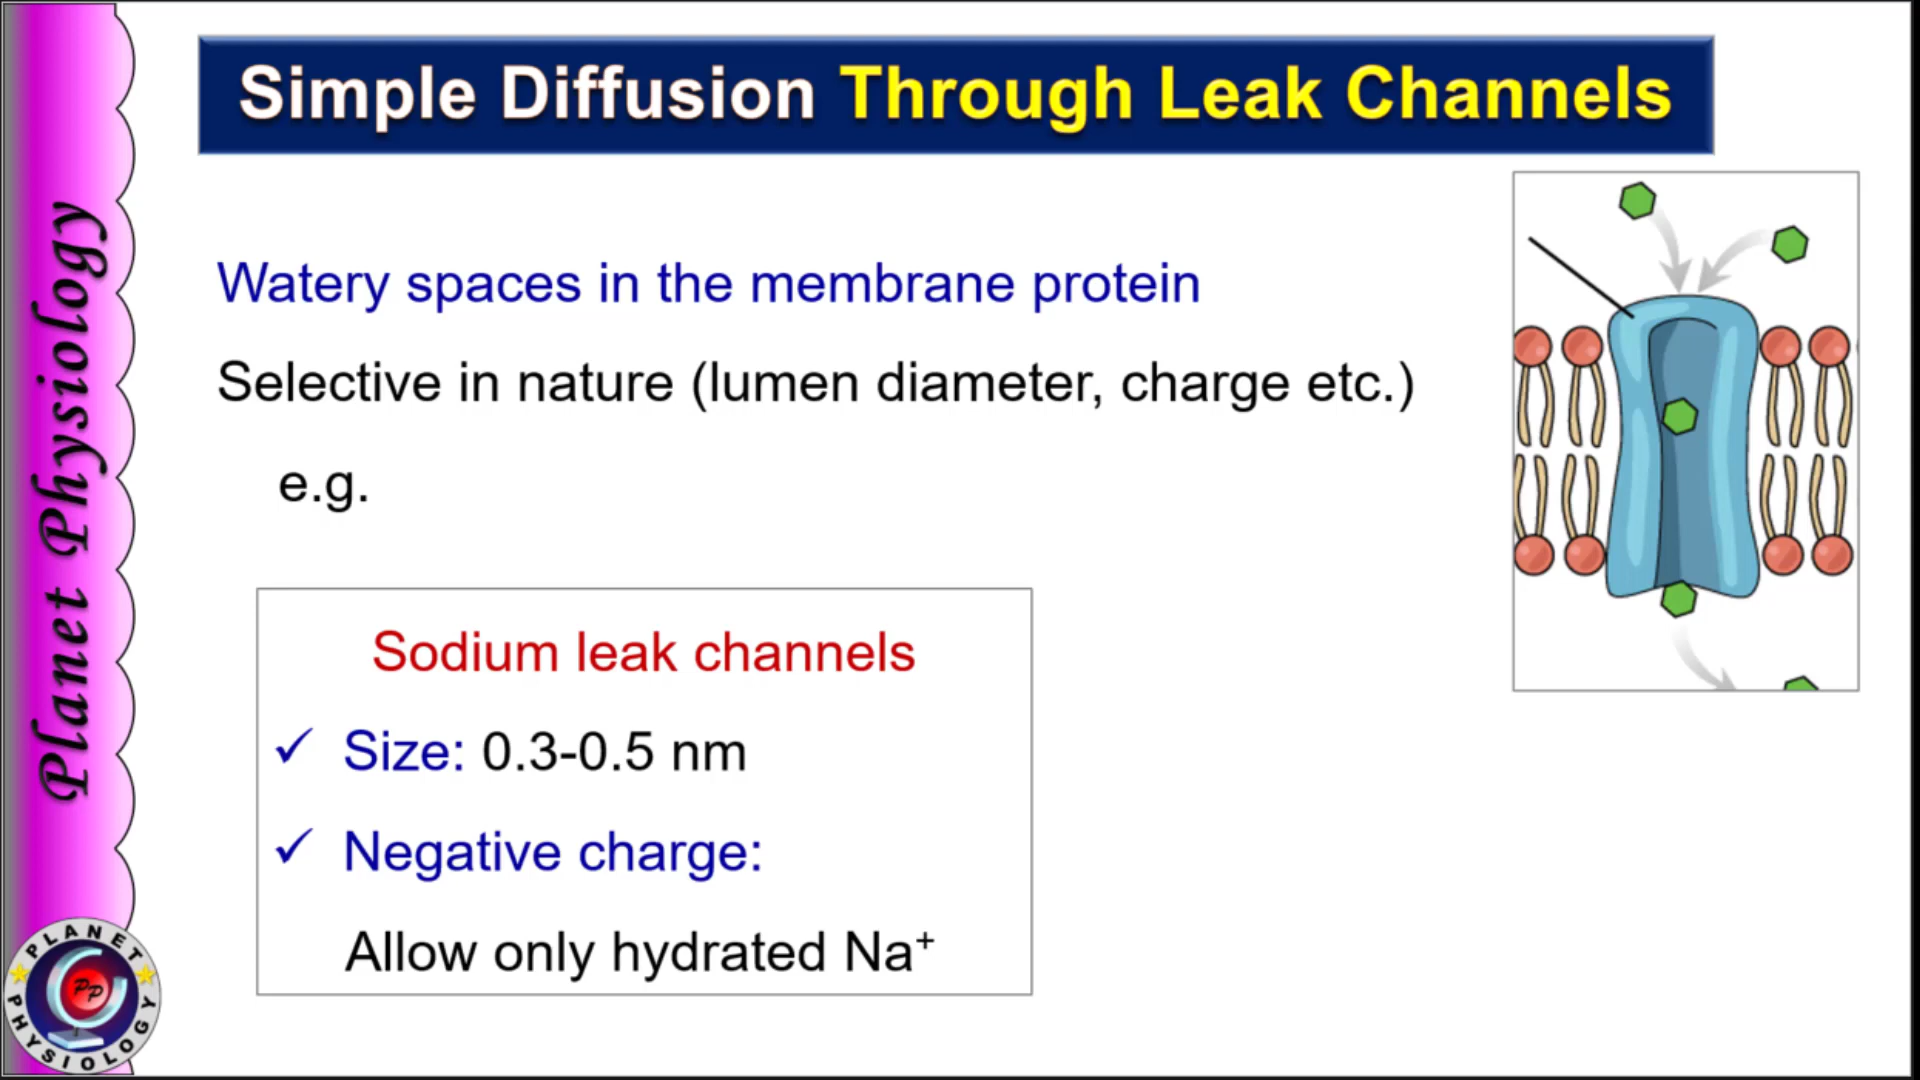 Simple Diffusion Through Leak Channels
Watery spaces in the membrane protein
Selective in nature (lumen diameter, charge etc.)
e.g.
Sodium leak channels
✓ Size: 0.3-0.5 nm
✓ Negative charge:
Allow only hydrated Na⁺
Planet Physiology
PLANET
PP
PHYSIOLOGY